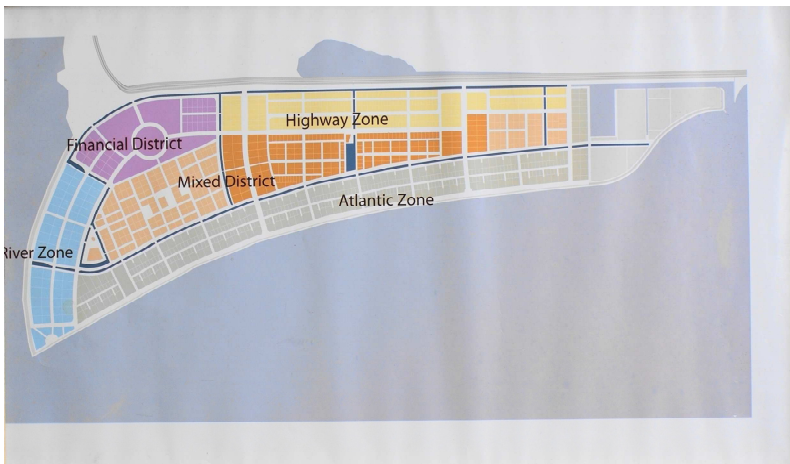 Highway Zone
Financial District
Mixed District
Atlantic Zone
River Zone